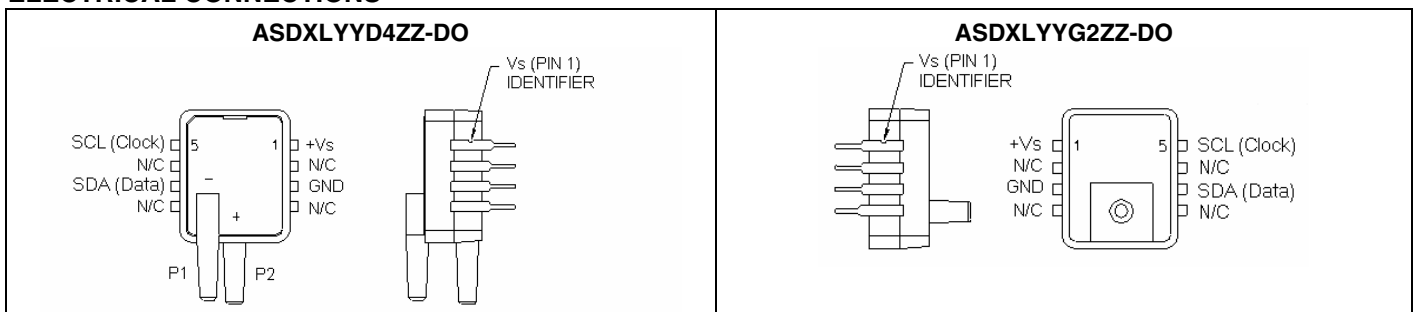 ELECTRICAL CONNECTIONS
ASDXLYYD4ZZ-DO
Vs (PIN 1)
IDENTIFIER
SCL (Clock) 5 1 +Vs
N/C N/C
SDA (Data) - GND
N/C + N/C
P1 P2
ASDXLYYG2ZZ-DO
Vs (PIN 1)
IDENTIFIER
+Vs 1 5 SCL (Clock)
N/C N/C
GND SDA (Data)
N/C N/C